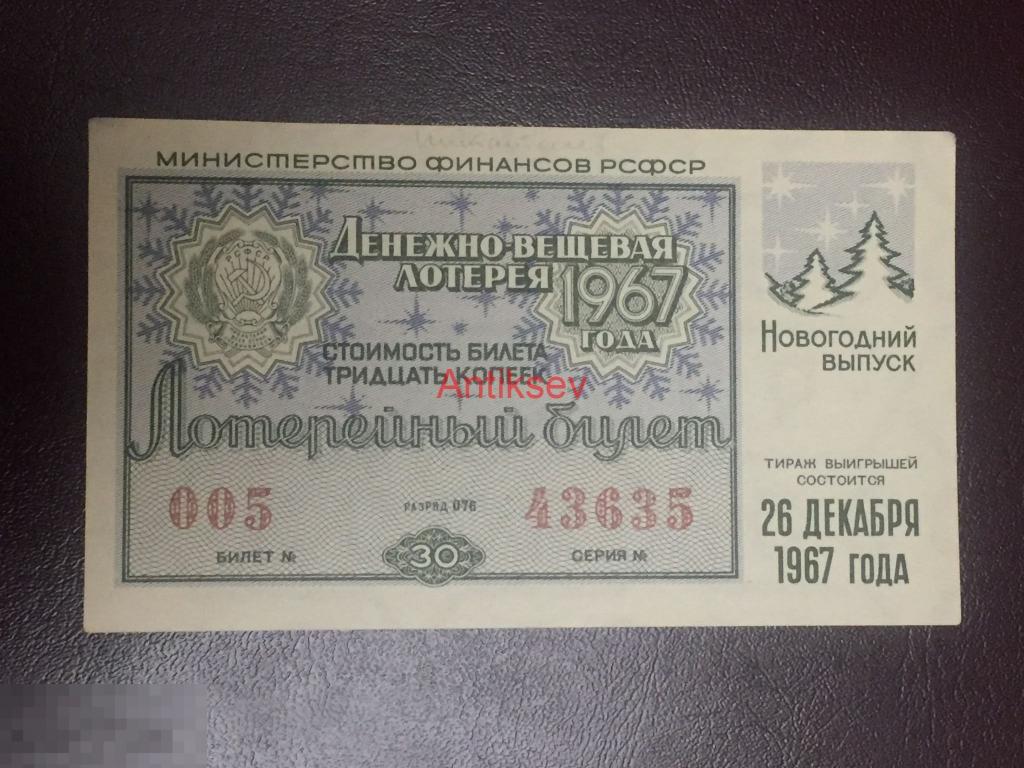 МИНИСТЕРСТВО ФИНАНСОВ РСФСР
РСФСР
ДЕНЕЖНО-ВЕЩЕВАЯ
ЛОТЕРЕЯ
1967
ГОДА
СТОИМОСТЬ БИЛЕТА
ТРИДЦАТЬ КОПЕЕК
Antiksev
Лотерейный билет
005
РАЗРЯД 076
43635
БИЛЕТ №
30
СЕРИЯ №
НОВОГОДНИЙ
ВЫПУСК
ТИРАЖ ВЫИГРЫШЕЙ
СОСТОИТСЯ
26 ДЕКАБРЯ
1967 ГОДА